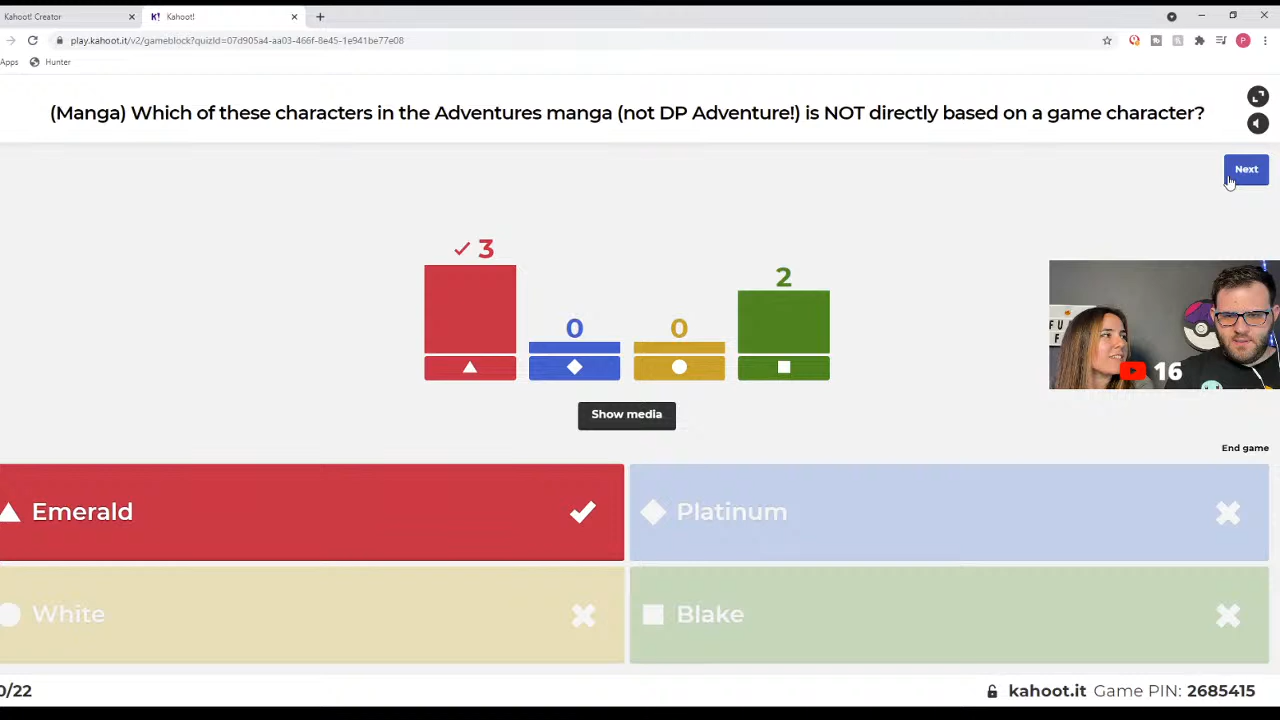 Kahoot! Creator
K! Kahoot!
play.kahoot.it/v2/gameblock?quizId=07d905a4-aa03-466f-8e45-1e941be77e08
P
Apps
Hunter
(Manga) Which of these characters in the Adventures manga (not DP Adventure!) is NOT directly based on a game character?
Next
3
0
0
2
16
Show media
End game
Emerald
Platinum
White
Blake
0/22
kahoot.it Game PIN: 2685415